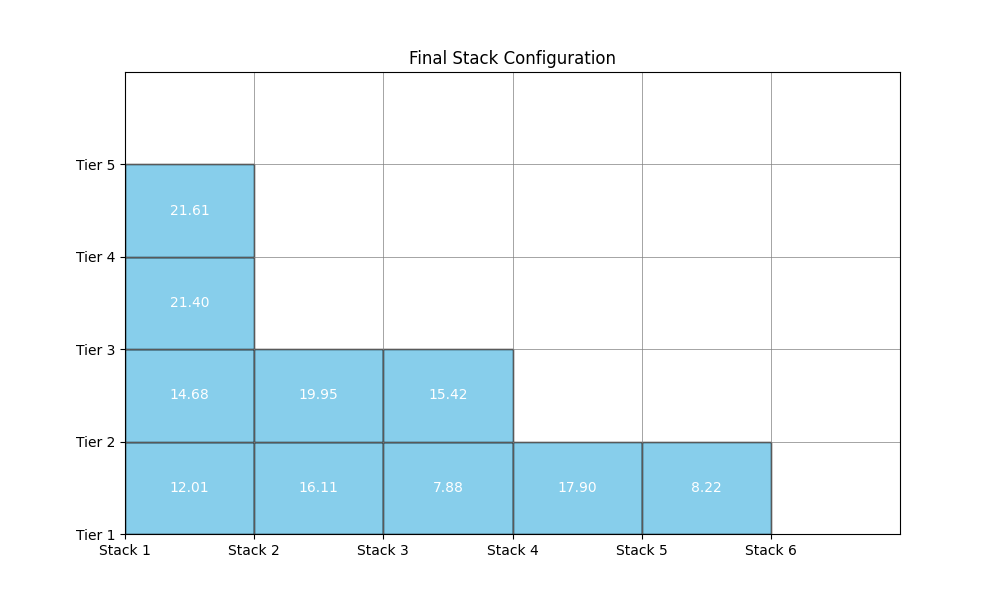 Final Stack Configuration
Tier 5
21.61
Tier 4
21.40
Tier 3
14.68 19.95 15.42
Tier 2
12.01 16.11 7.88 17.90 8.22
Tier 1
Stack 1 Stack 2 Stack 3 Stack 4 Stack 5 Stack 6